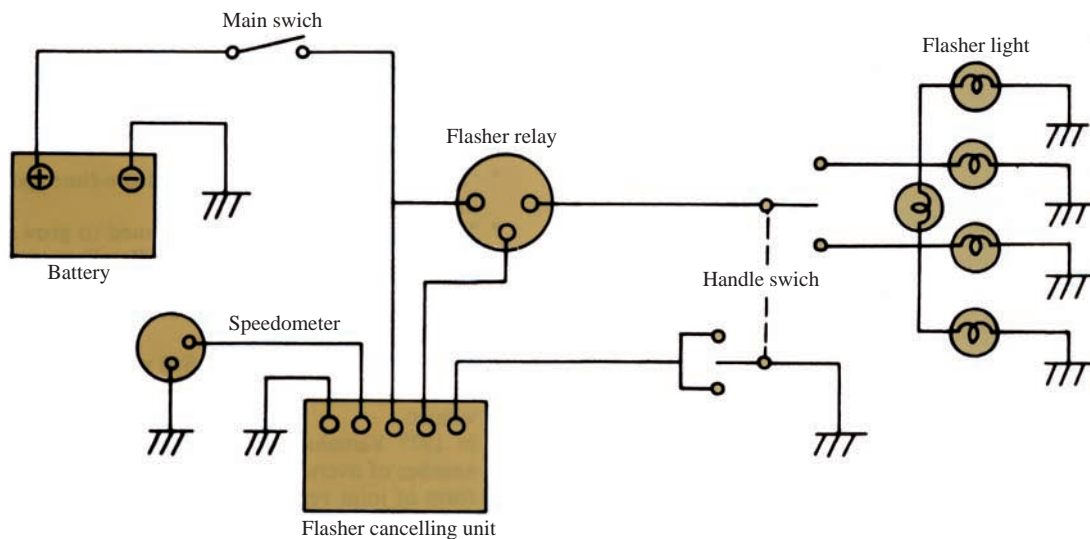 Main swich
Flasher light
Flasher relay
Battery
Handle swich
Speedometer
Flasher cancelling unit